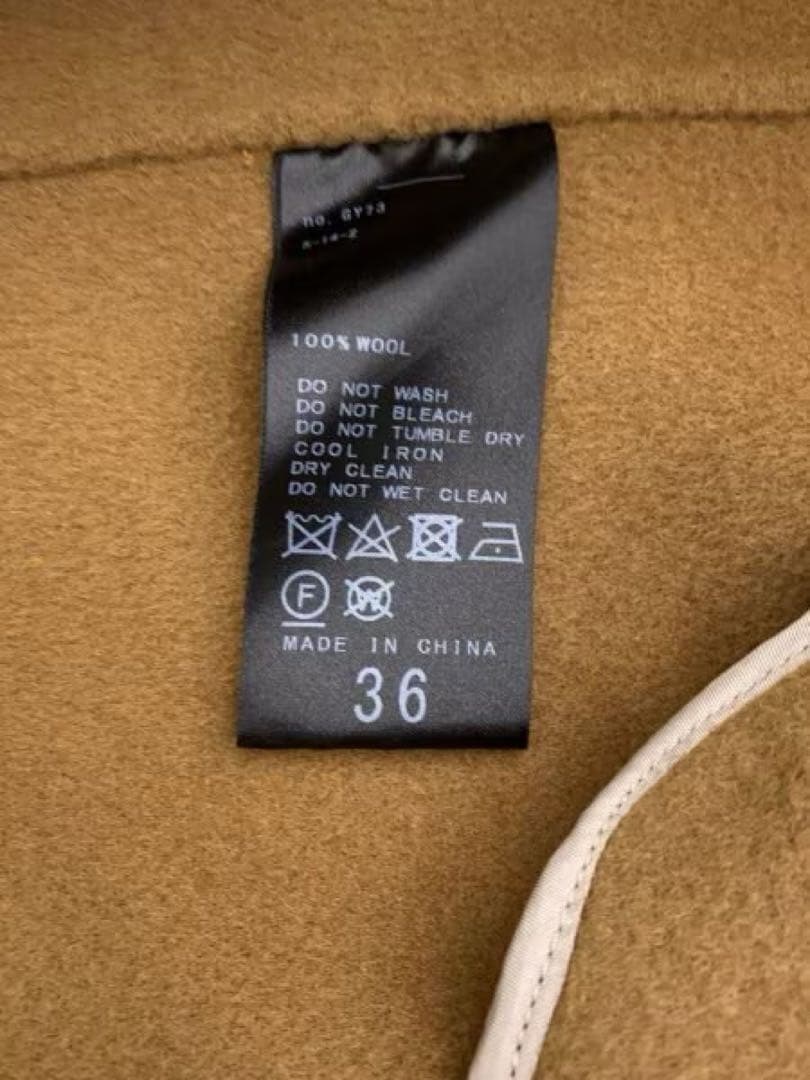 no. GY73
100% WOOL
DO NOT WASH
DO NOT BLEACH
DO NOT TUMBLE DRY
COOL IRON
DRY CLEAN
DO NOT WET CLEAN
F
W
MADE IN CHINA
36